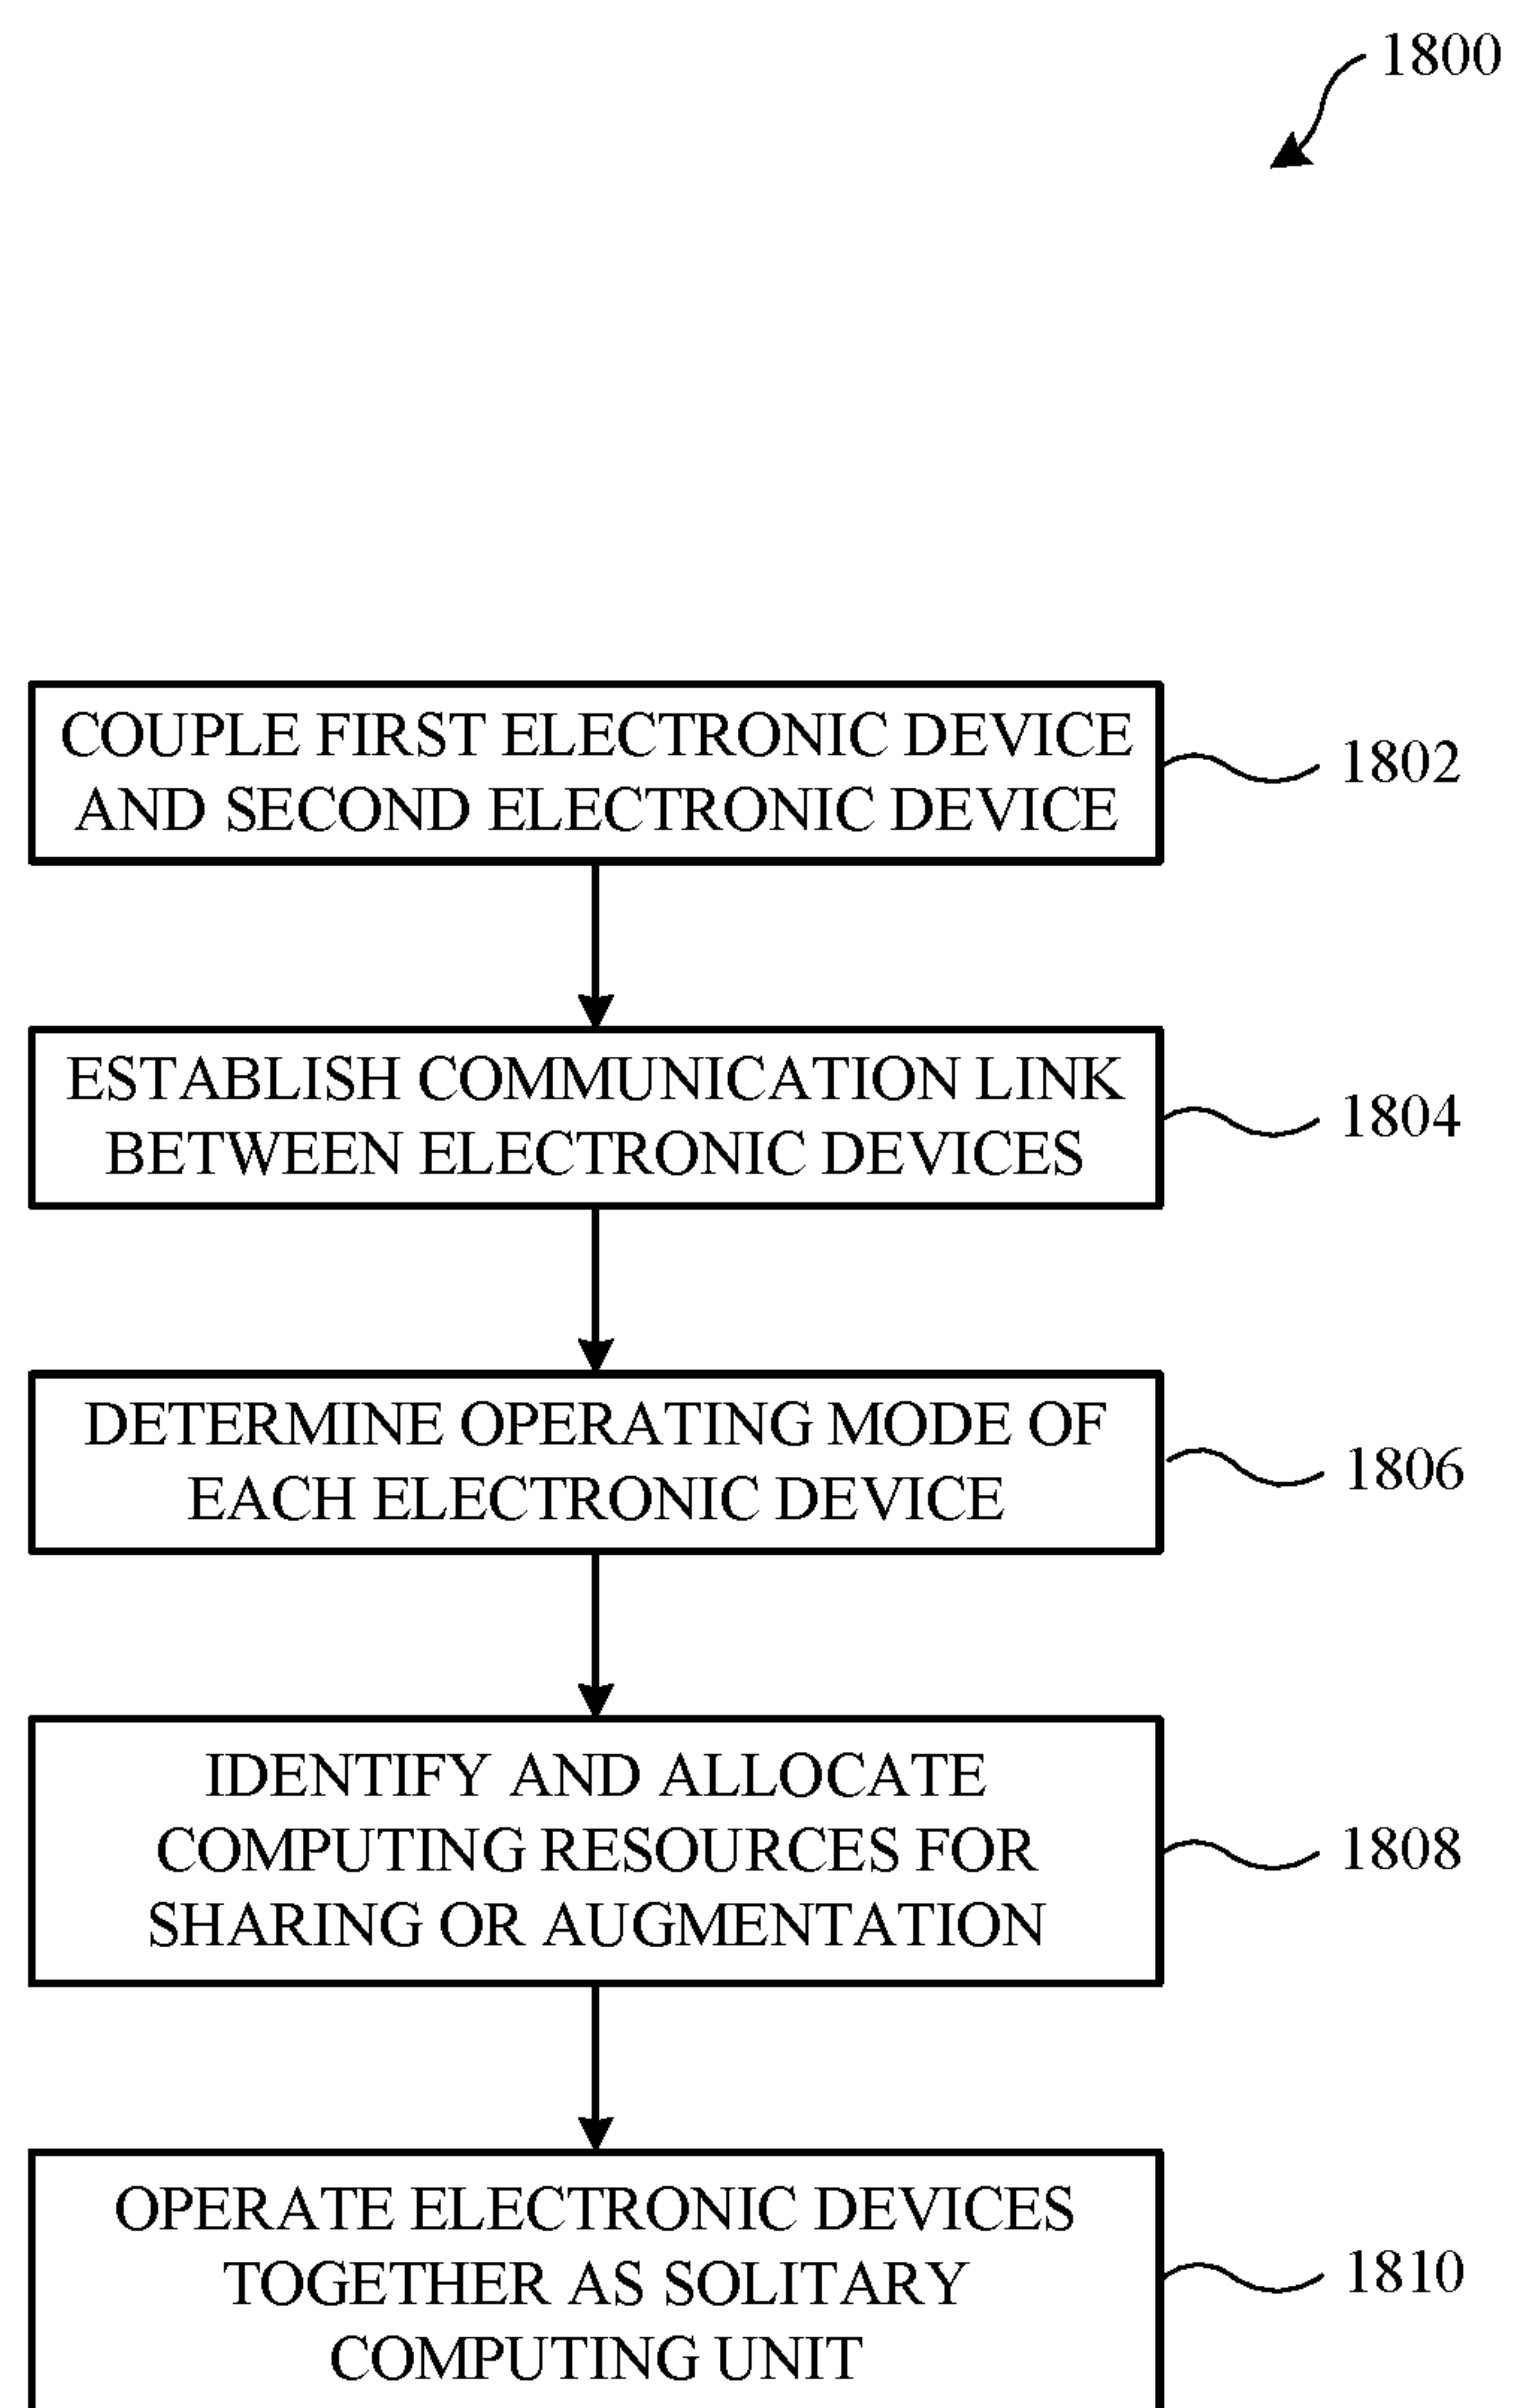 1800
COUPLE FIRST ELECTRONIC DEVICE
AND SECOND ELECTRONIC DEVICE
1802
ESTABLISH COMMUNICATION LINK
BETWEEN ELECTRONIC DEVICES
1804
DETERMINE OPERATING MODE OF
EACH ELECTRONIC DEVICE
1806
IDENTIFY AND ALLOCATE
COMPUTING RESOURCES FOR
SHARING OR AUGMENTATION
1808
OPERATE ELECTRONIC DEVICES
TOGETHER AS SOLITARY
COMPUTING UNIT
1810